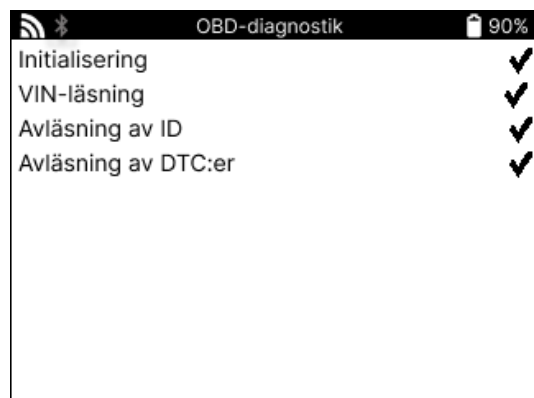 OBD-diagnostik 90%
Initialisering
VIN-läsning
Avläsning av ID
Avläsning av DTC:er